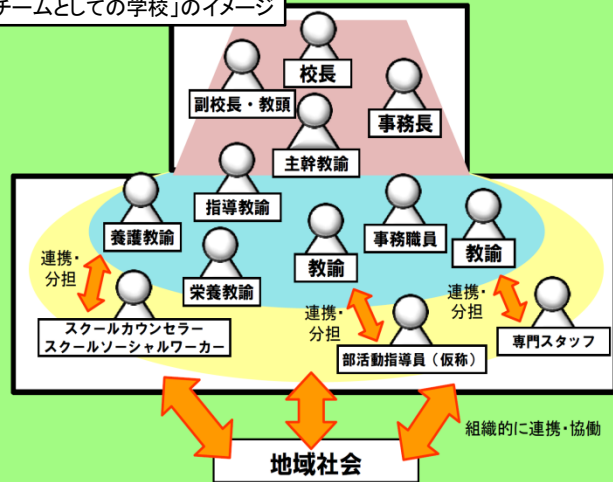 チームとしての学校」のイメージ
校長
副校長・教頭
事務長
主幹教諭
指導教諭
養護教諭
事務職員
教諭
教諭
栄養教諭
連携・
分担
連携・
分担
連携・
分担
スクールカウンセラー
スクールソーシャルワーカー
部活動指導員（仮称）
専門スタッフ
組織的に連携・協働
地域社会